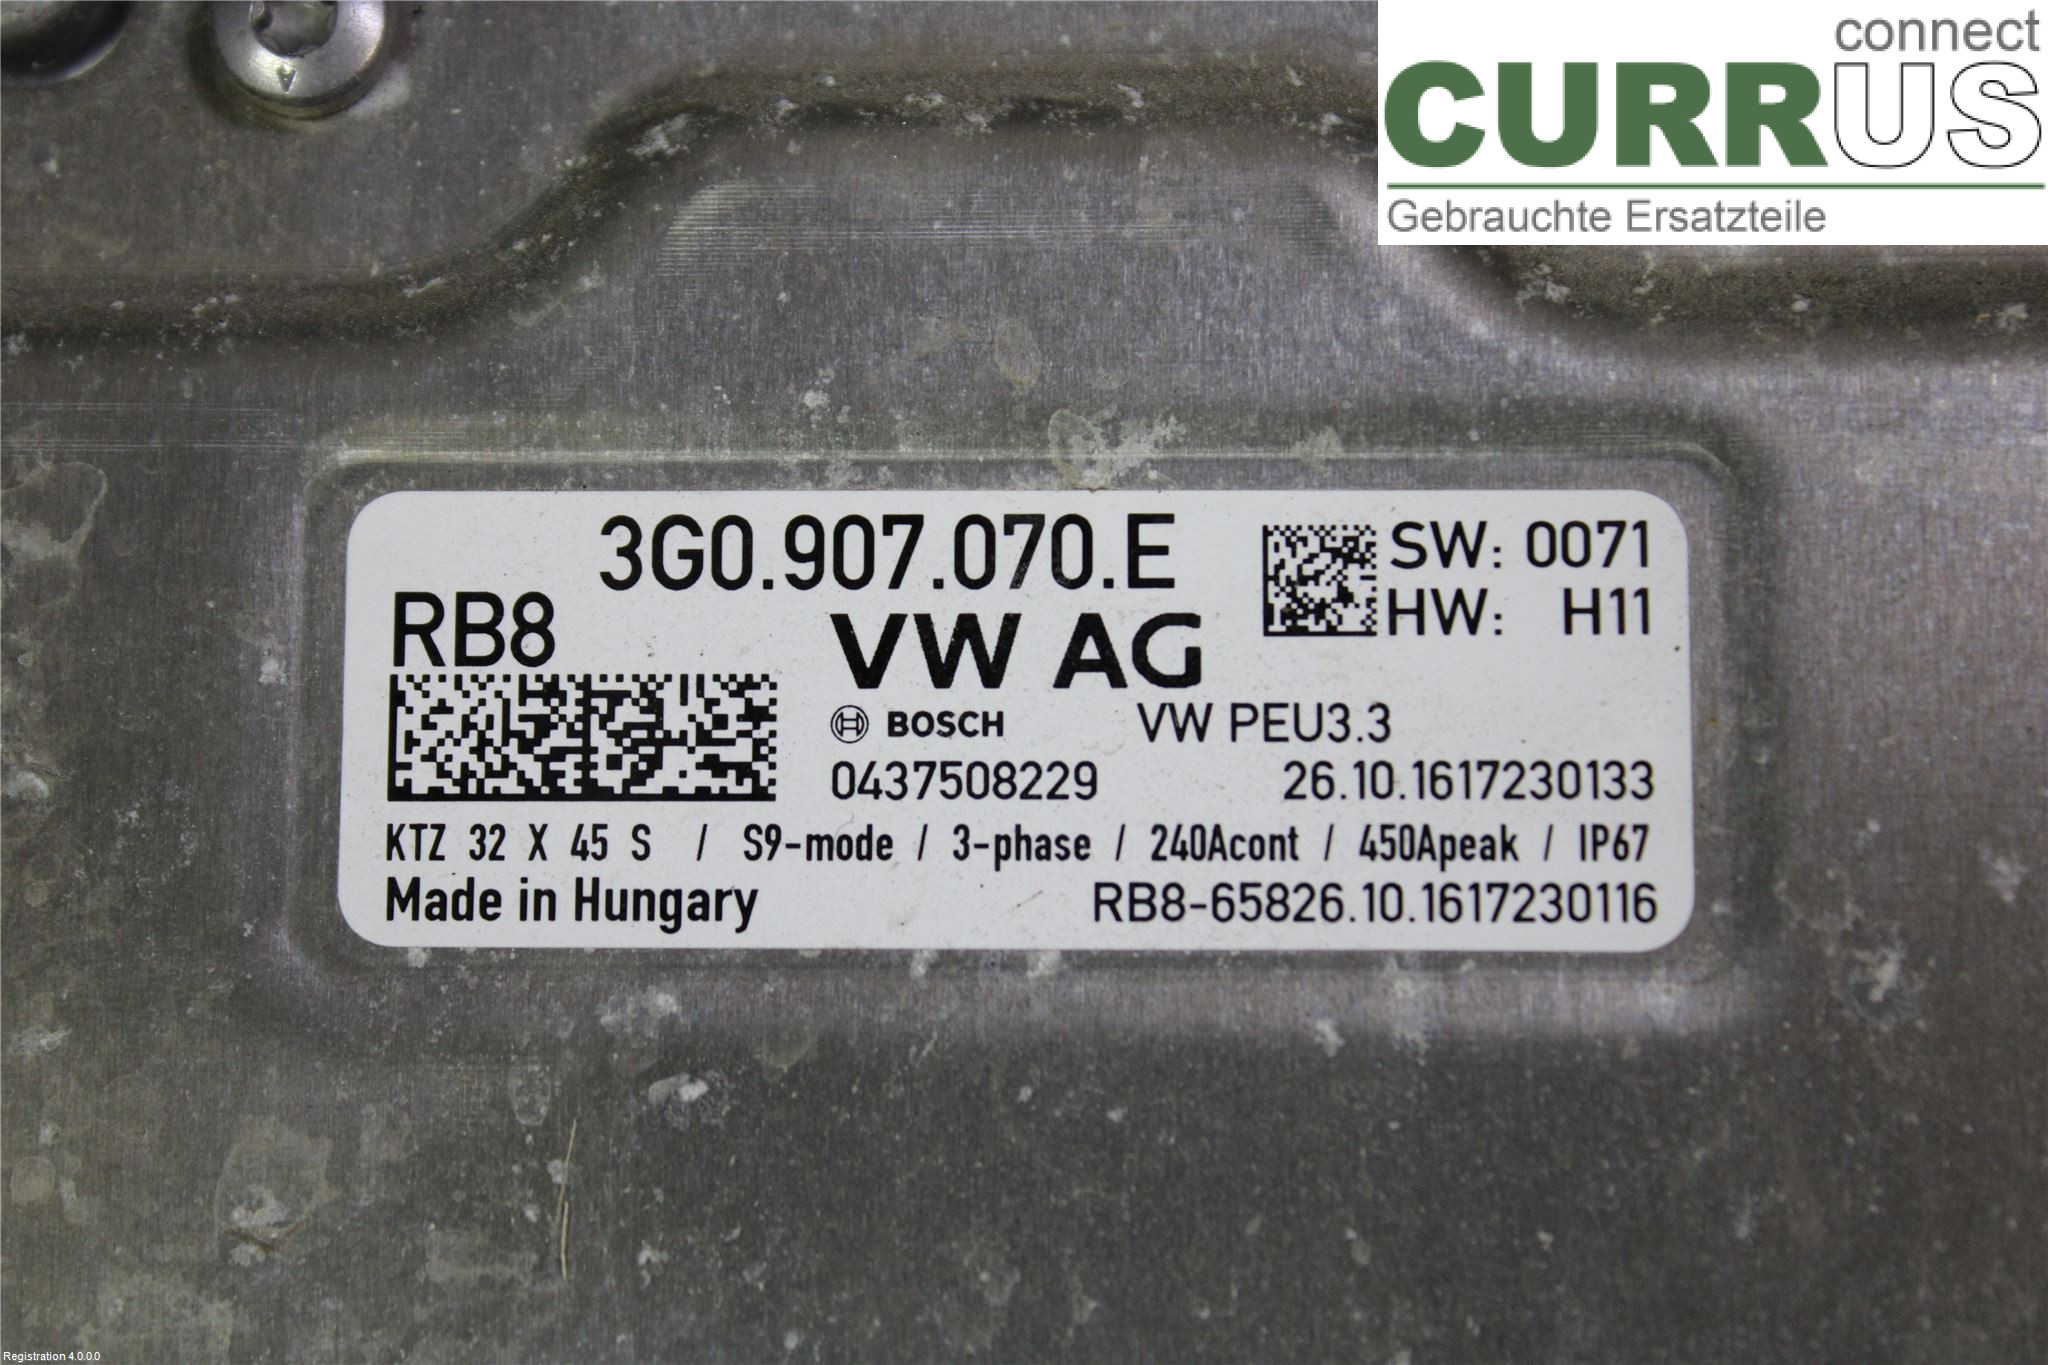 connect
CURRUS
Gebrauchte Ersatzteile
3G0.907.070.E
SW: 0071
RB8
VW AG
HW: H11
BOSCH VW PEU3.3
0437508229 26.10.1617230133
KTZ 32 X 45 S / S9-mode / 3-phase / 240Acont / 450Apeak / IP67
Made in Hungary RB8-65826.10.1617230116
Registration 4.0.0.0